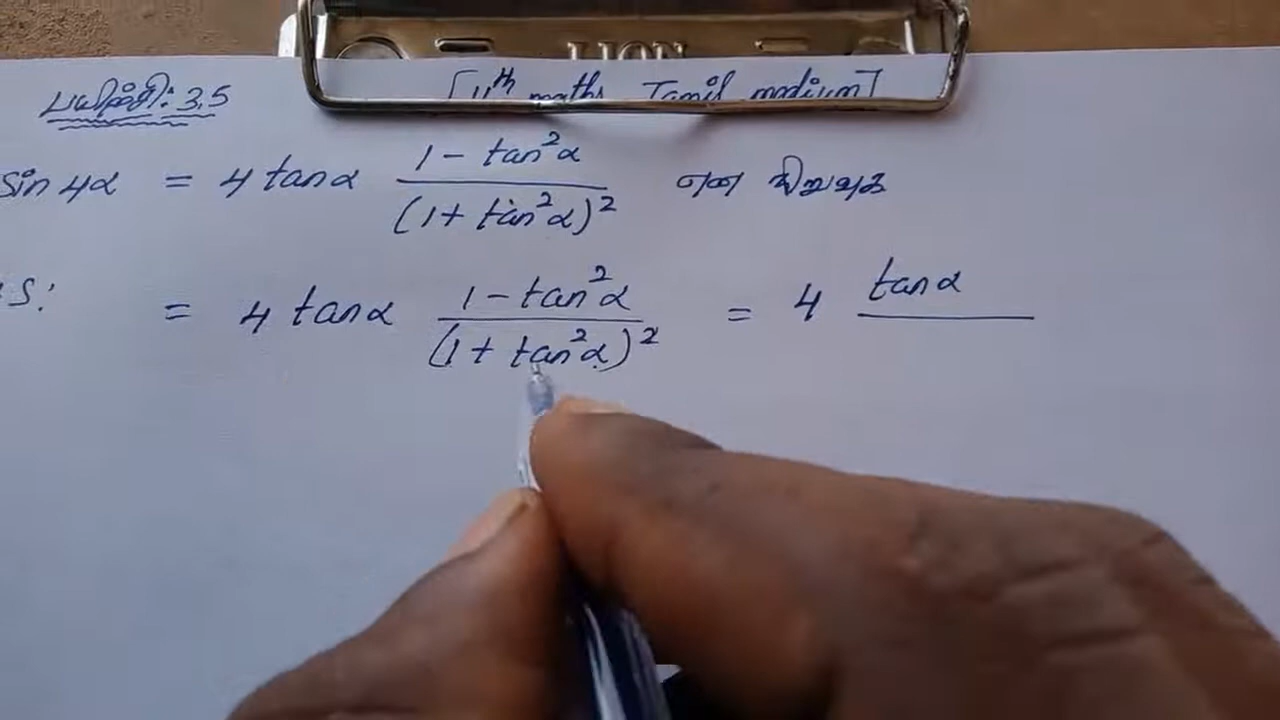 LION
பயிற்சி: 3.5 [11th maths Tamil medium]
sin 4α = 4 tanα (1 - tan²α)/(1 + tan²α)² என நிறுவுக
S: = 4 tanα (1 - tan²α)/(1 + tan²α)² = 4 tanα